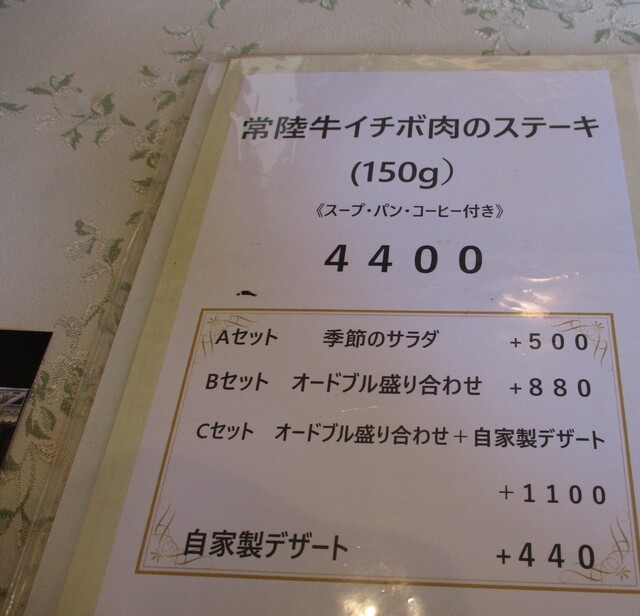 常陸牛イチボ肉のステーキ
(150g）
《スープ・パン・コーヒー付き》
４４００
Aセット　季節のサラダ　+５００
Bセット　オードブル盛り合わせ　+８８０
Cセット　オードブル盛り合わせ＋自家製デザート
+１１００
自家製デザート　+４４０